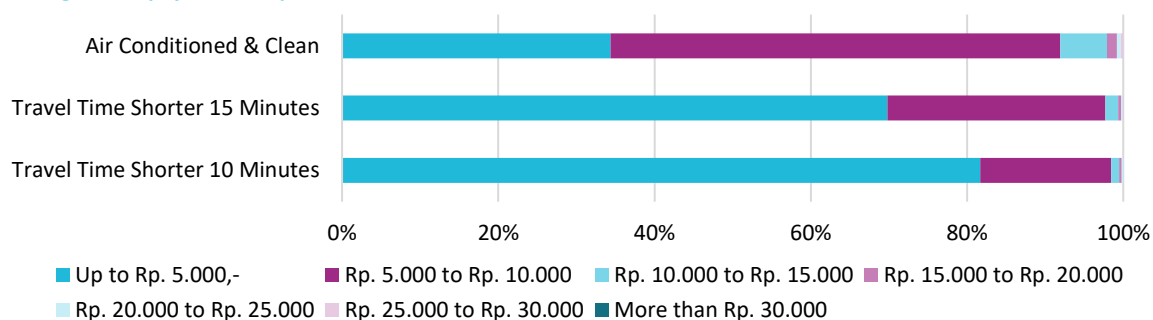 Air Conditioned & Clean
Travel Time Shorter 15 Minutes
Travel Time Shorter 10 Minutes
0% 20% 40% 60% 80% 100%
Up to Rp. 5.000,- Rp. 5.000 to Rp. 10.000 Rp. 10.000 to Rp. 15.000 Rp. 15.000 to Rp. 20.000
Rp. 20.000 to Rp. 25.000 Rp. 25.000 to Rp. 30.000 More than Rp. 30.000